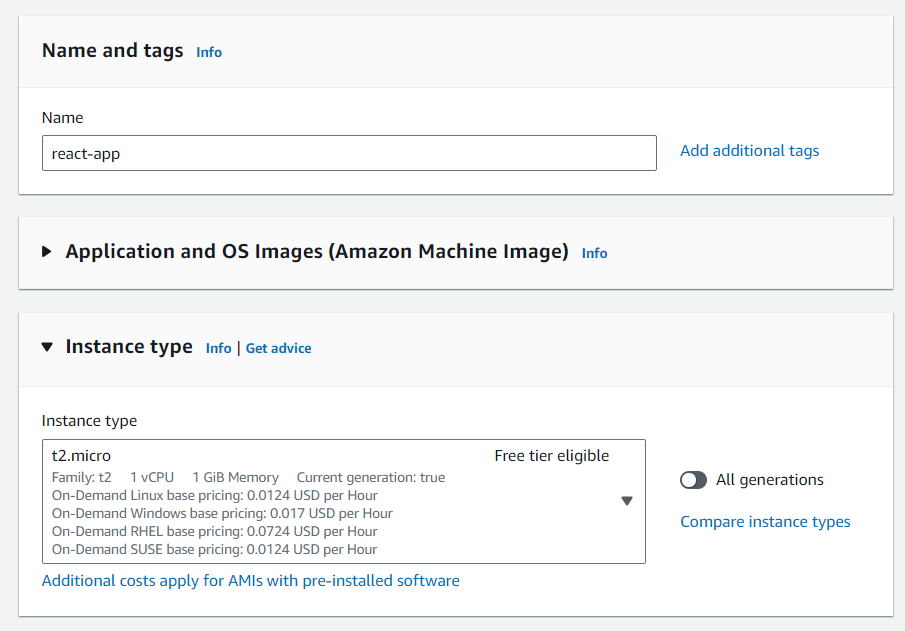 Name and tags Info
Name
react-app
Add additional tags
Application and OS Images (Amazon Machine Image) Info
Instance type Info | Get advice
Instance type
t2.micro Free tier eligible
Family: t2 1 vCPU 1 GiB Memory Current generation: true
On-Demand Linux base pricing: 0.0124 USD per Hour
On-Demand Windows base pricing: 0.017 USD per Hour
On-Demand RHEL base pricing: 0.0724 USD per Hour
On-Demand SUSE base pricing: 0.0124 USD per Hour
All generations
Compare instance types
Additional costs apply for AMIs with pre-installed software